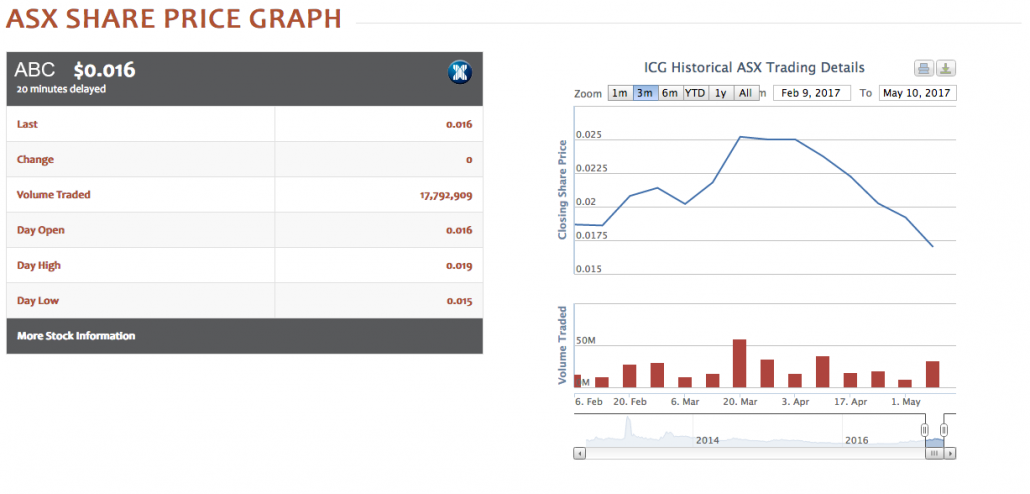 ASX SHARE PRICE GRAPH
ABC $0.016
20 minutes delayed
Last 0.016
Change 0
Volume Traded 17,792,909
Day Open 0.016
Day High 0.019
Day Low 0.015
More Stock Information
ICG Historical ASX Trading Details
Zoom 1m 3m 6m YTD 1y All m Feb 9, 2017 To May 10, 2017
Closing Share Price
0.025
0.0225
0.02
0.0175
0.015
Volume Traded
50M
M
6. Feb 20. Feb 6. Mar 20. Mar 3. Apr 17. Apr 1. May
2014 2016